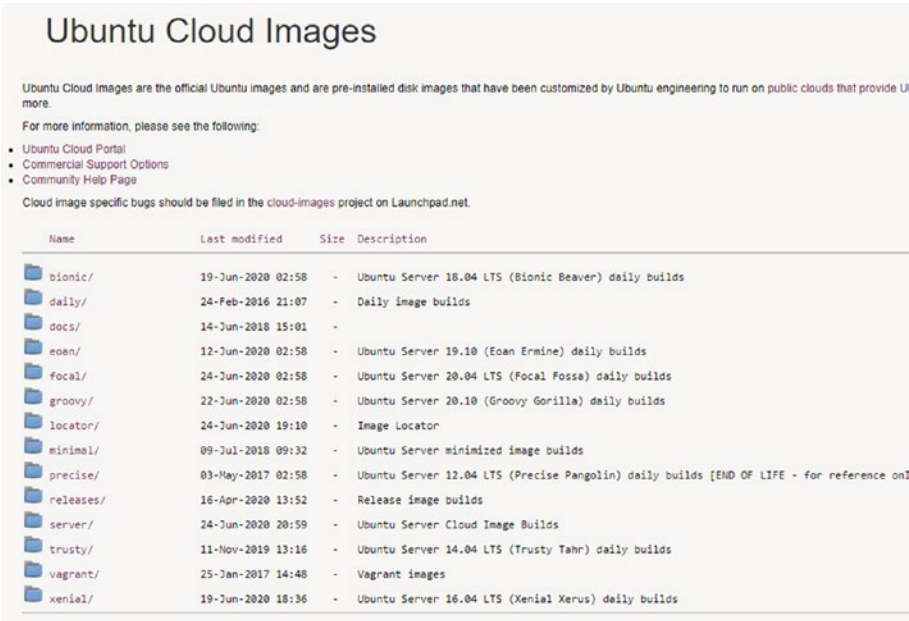 Ubuntu Cloud Images
Ubuntu Cloud Images are the official Ubuntu images and are pre-installed disk images that have been customized by Ubuntu engineering to run on public clouds that provide
more.
For more information, please see the following:
Ubuntu Cloud Portal
Commercial Support Options
Community Help Page
Cloud image specific bugs should be filed in the cloud-images project on Launchpad.net.
Name Last modified Size Description
bionic/ 19-Jun-2020 02:58 - Ubuntu Server 18.04 LTS (Bionic Beaver) daily builds
daily/ 24-Feb-2016 21:07 - Daily image builds
docs/ 14-Jun-2018 15:01 -
eoan/ 12-Jun-2020 02:58 - Ubuntu Server 19.10 (Eoan Ermine) daily builds
focal/ 24-Jun-2020 02:58 - Ubuntu Server 20.04 LTS (Focal Fossa) daily builds
groovy/ 22-Jun-2020 02:58 - Ubuntu Server 20.10 (Groovy Gorilla) daily builds
locator/ 24-Jun-2020 19:10 - Image Locator
minimal/ 09-Jul-2018 09:32 - Ubuntu Server minimized image builds
precise/ 03-May-2017 02:58 - Ubuntu Server 12.04 LTS (Precise Pangolin) daily builds [END OF LIFE - for reference
releases/ 16-Apr-2020 13:52 - Release image builds
server/ 24-Jun-2020 20:59 - Ubuntu Server Cloud Image Builds
trusty/ 11-Nov-2019 13:16 - Ubuntu Server 14.04 LTS (Trusty Tahr) daily builds
vagrant/ 25-Jan-2017 14:48 - Vagrant images
xenial/ 19-Jun-2020 18:36 - Ubuntu Server 16.04 LTS (Xenial Xerus) daily builds